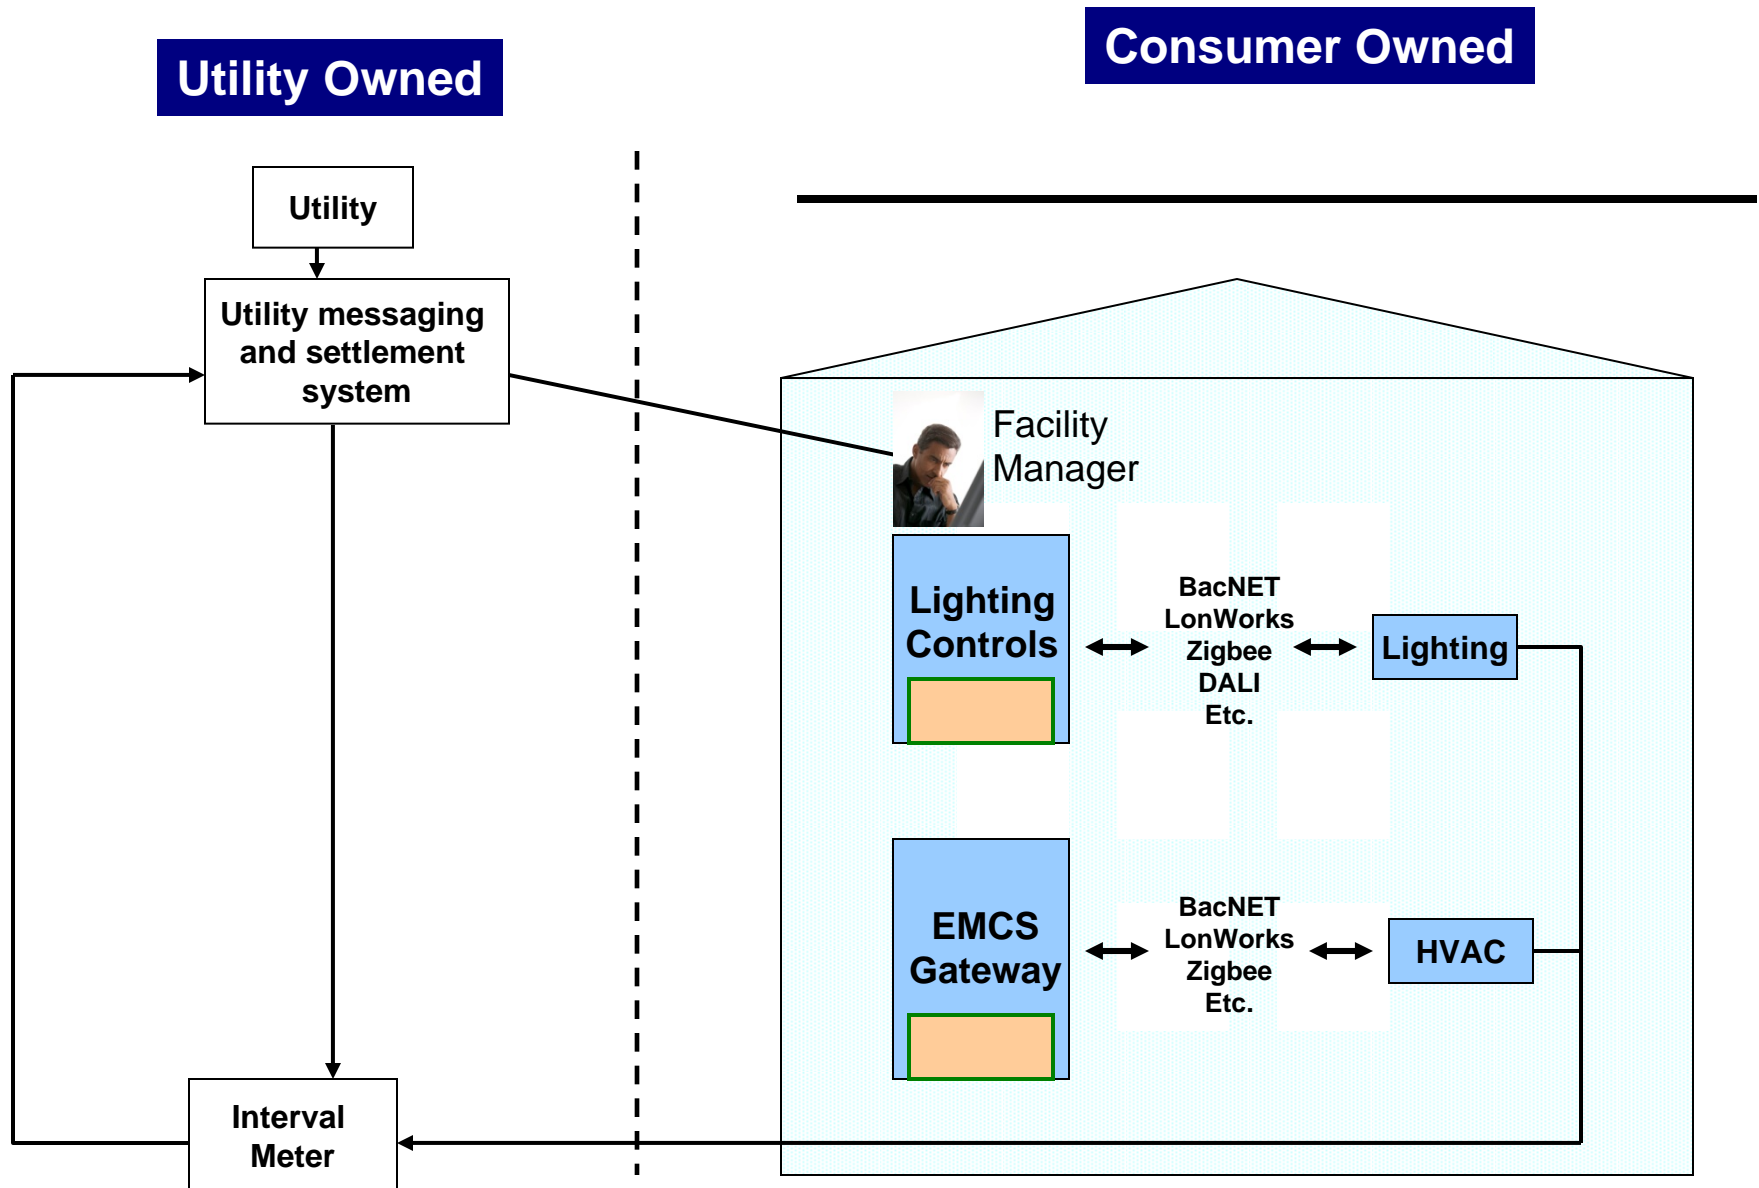 Utility Owned
Consumer Owned
Utility
Utility messaging
and settlement
system
Facility
Manager
Lighting
Controls
BacNET
LonWorks
Zigbee
DALI
Etc.
Lighting
EMCS
Gateway
BacNET
LonWorks
Zigbee
Etc.
HVAC
Interval
Meter